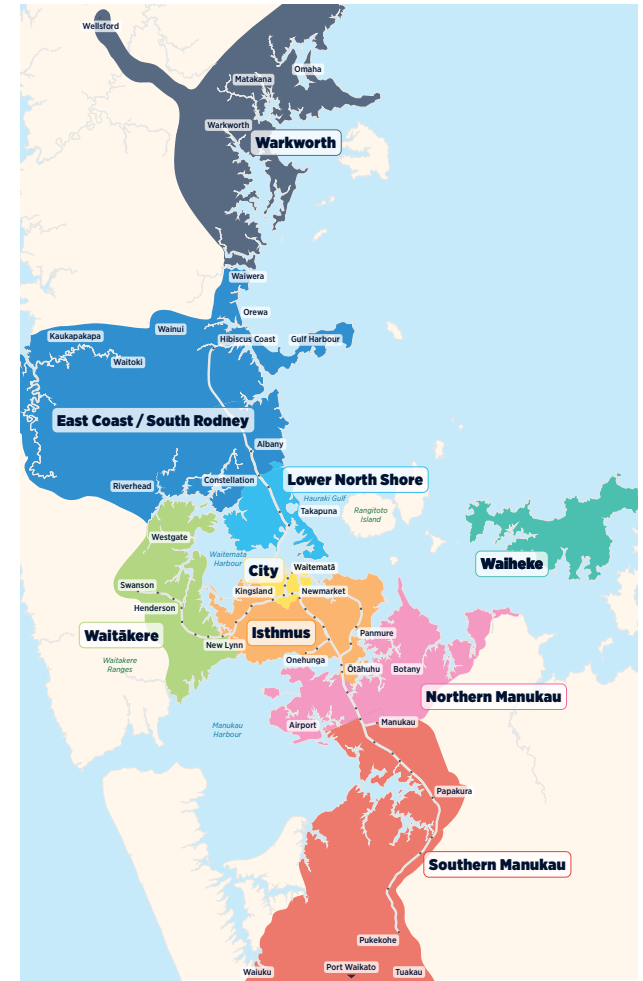 Wellsford
Omaha
Matakana
Warkworth
Warkworth
Waiwera
Orewa
Wainui
Kaukapakapa
Hibiscus Coast
Gulf Harbour
Waitoki
East Coast / South Rodney
Albany
Constellation
Lower North Shore
Riverhead
Hauraki Gulf
Takapuna
Rangitoto
Island
Westgate
Waitemata
Harbour
Waiheke
City
Waitematā
Swanson
Kingsland
Newmarket
Henderson
Waitākere
Isthmus
Panmure
New Lynn
Waitakere
Ranges
Onehunga
Ōtāhuhu
Botany
Northern Manukau
Manukau
Harbour
Airport
Manukau
Papakura
Southern Manukau
Pukekohe
Waiuku
Port Waikato
Tuakau